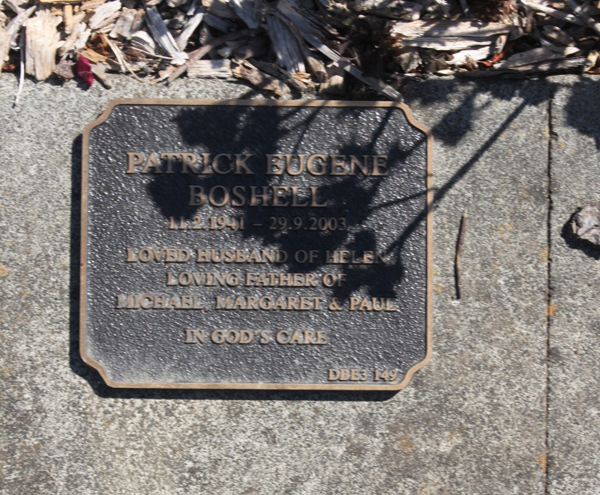 PATRICK EUGENE
BOSHELL
11.2.1941 - 29.9.2003
LOVED HUSBAND OF HELEN,
LOVING FATHER OF
MICHAEL, MARGARET & PAUL.
IN GOD'S CARE
DBE3 149